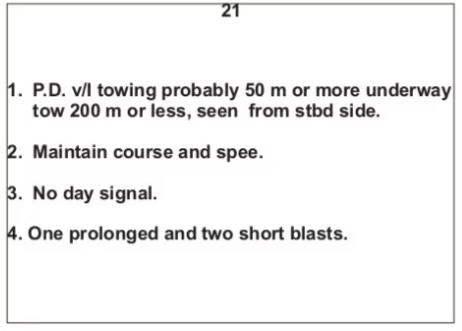 21
1. P.D. v/l towing probably 50 m or more underway
tow 200 m or less, seen from stbd side.
2. Maintain course and spee.
3. No day signal.
4. One prolonged and two short blasts.